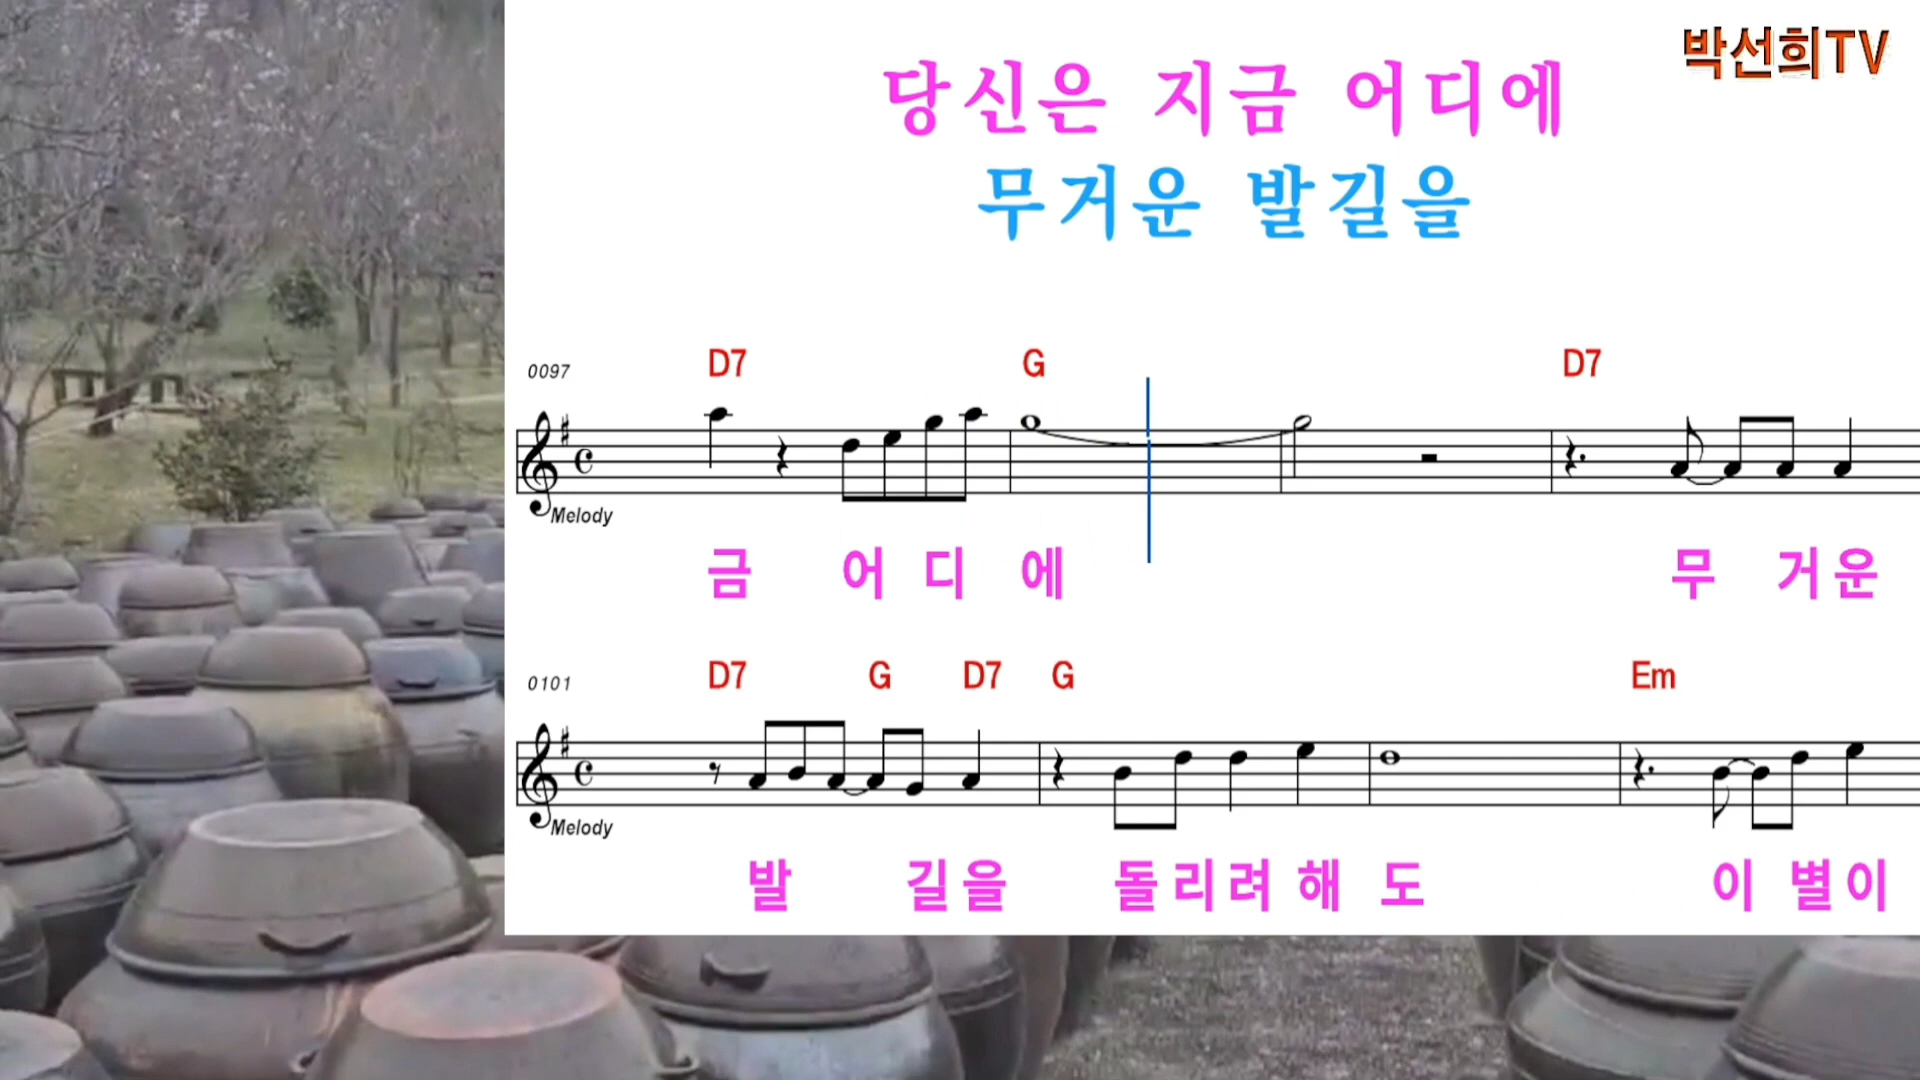 박선희TV
당신은 지금 어디에
무거운 발길을
0097 D7 G D7
Melody
금 어 디 에 무 거 운
0101 D7 G D7 G Em
Melody
발 길 을 돌 리 려 해 도 이 별 이